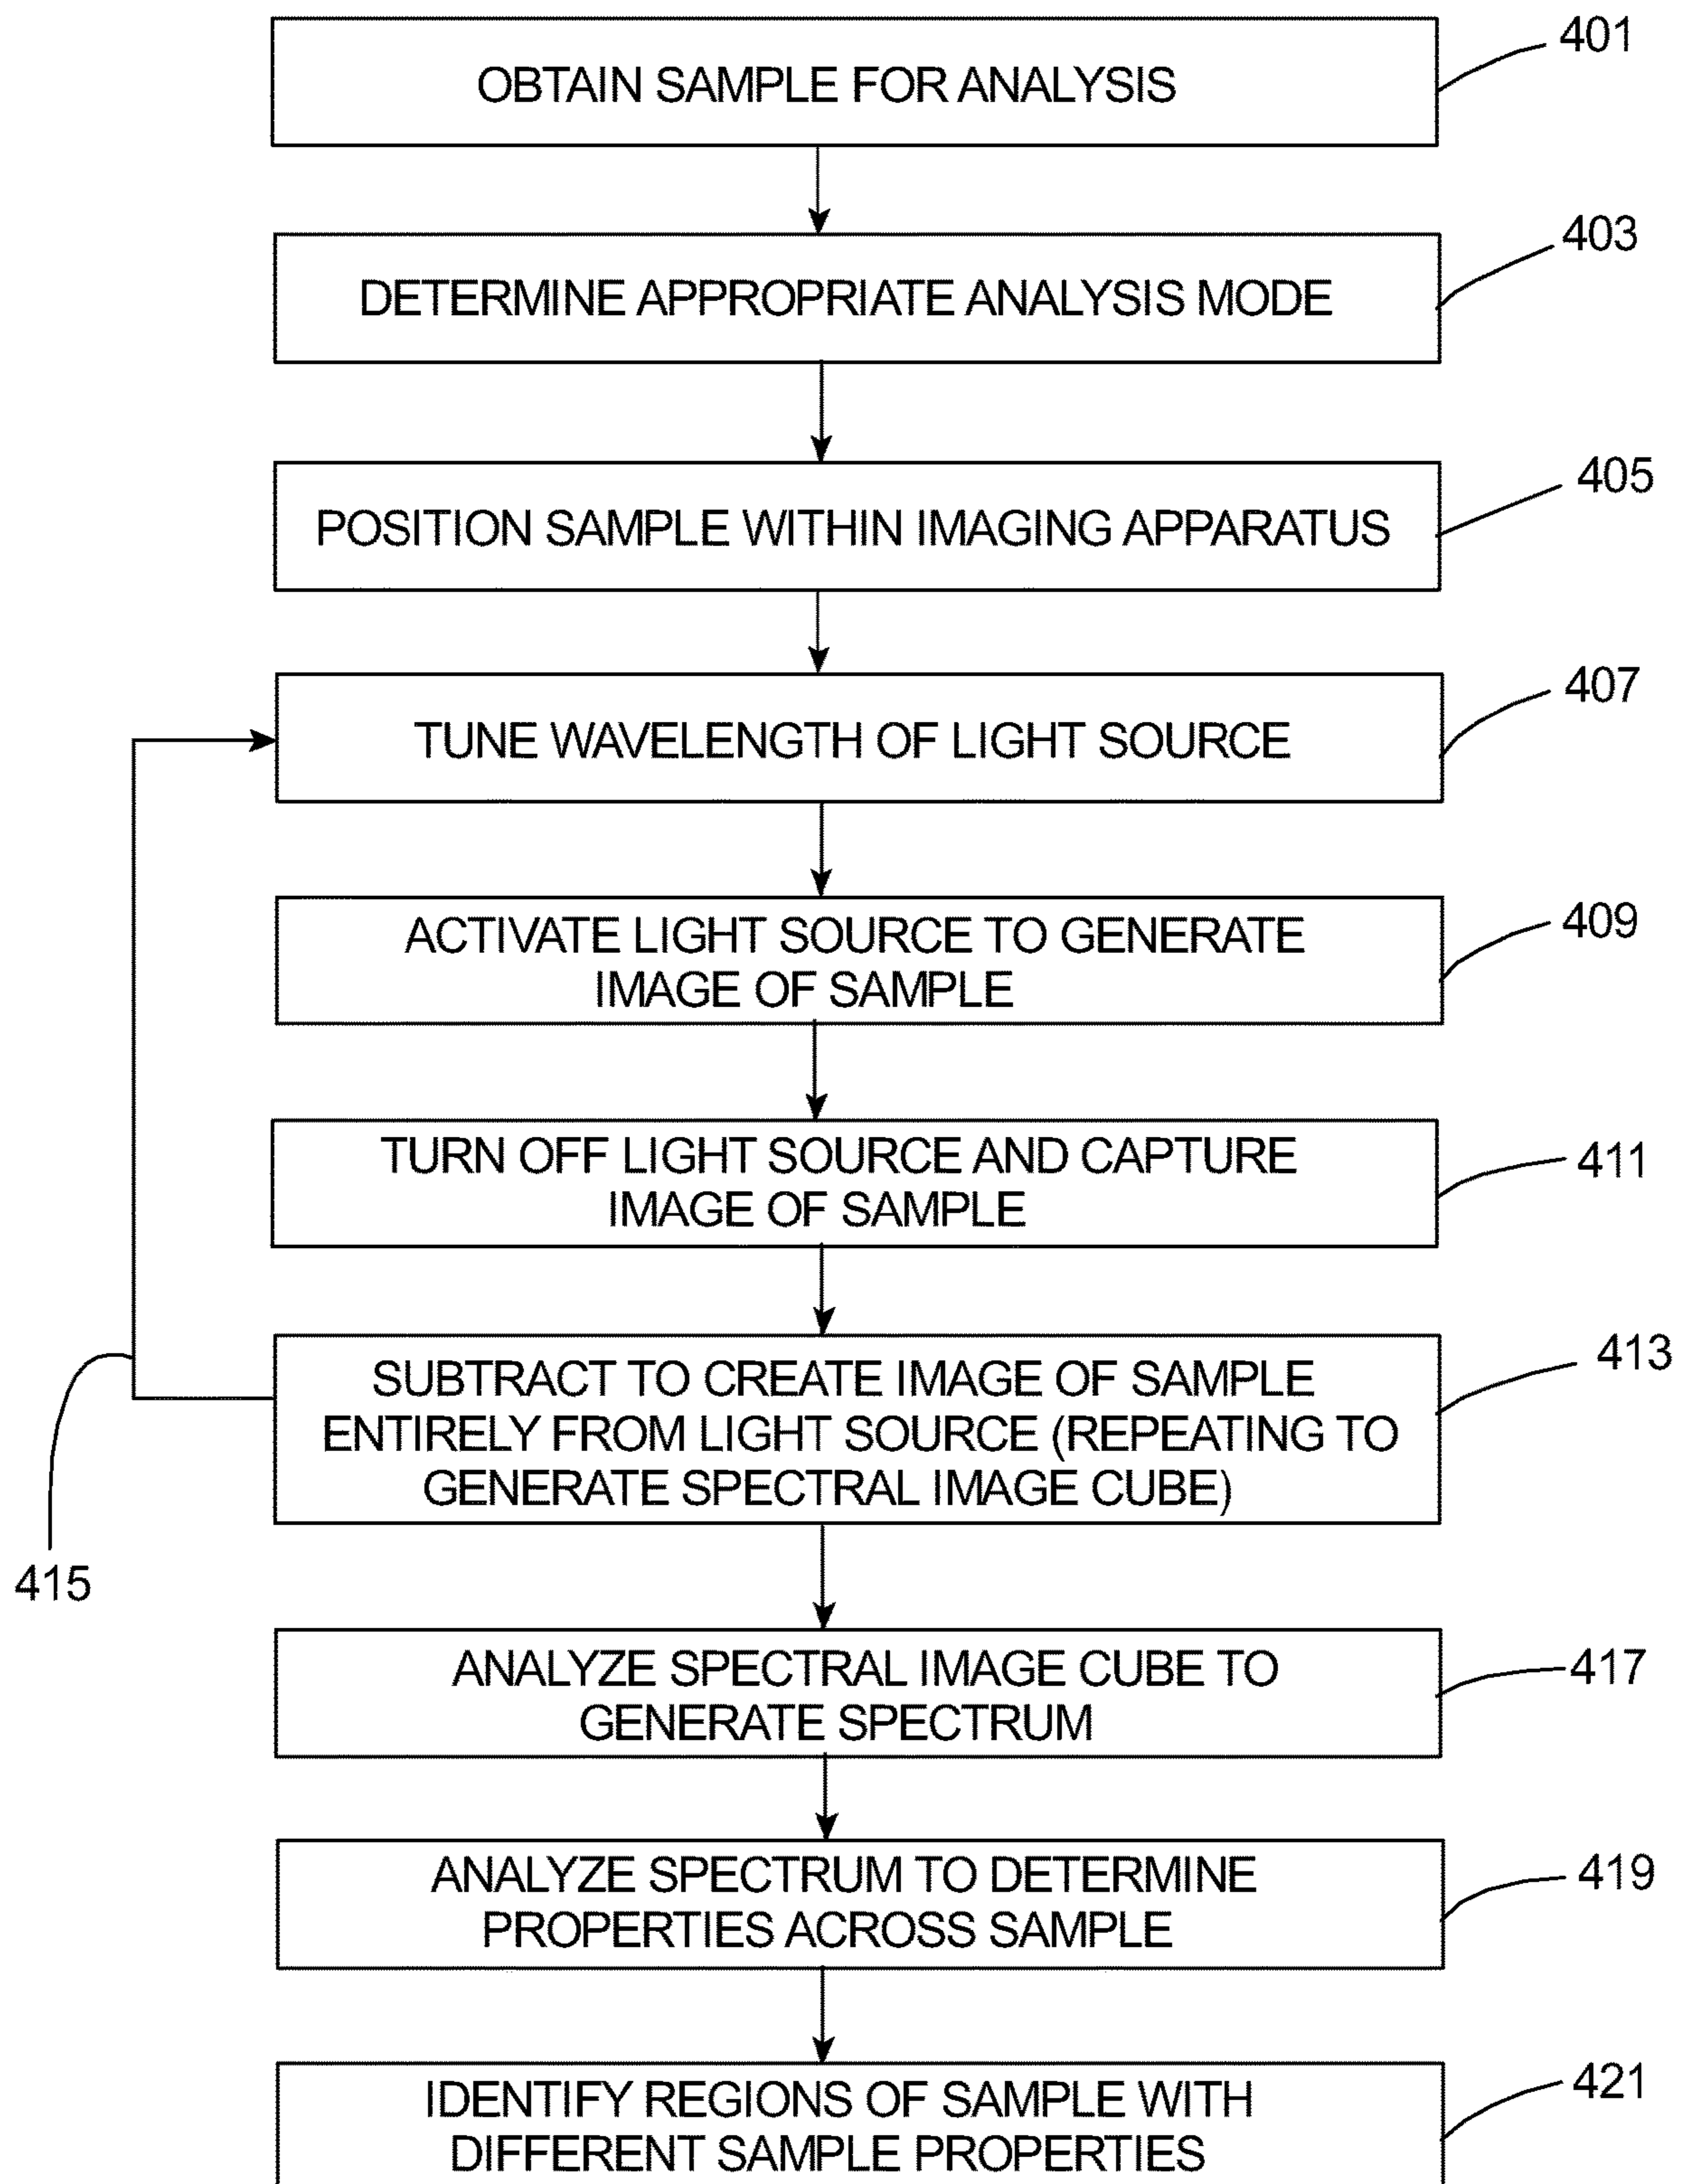 401
OBTAIN SAMPLE FOR ANALYSIS
403
DETERMINE APPROPRIATE ANALYSIS MODE
405
POSITION SAMPLE WITHIN IMAGING APPARATUS
407
TUNE WAVELENGTH OF LIGHT SOURCE
409
ACTIVATE LIGHT SOURCE TO GENERATE
IMAGE OF SAMPLE
411
TURN OFF LIGHT SOURCE AND CAPTURE
IMAGE OF SAMPLE
413
SUBTRACT TO CREATE IMAGE OF SAMPLE
ENTIRELY FROM LIGHT SOURCE (REPEATING TO
GENERATE SPECTRAL IMAGE CUBE)
415
417
ANALYZE SPECTRAL IMAGE CUBE TO
GENERATE SPECTRUM
419
ANALYZE SPECTRUM TO DETERMINE
PROPERTIES ACROSS SAMPLE
421
IDENTIFY REGIONS OF SAMPLE WITH
DIFFERENT SAMPLE PROPERTIES